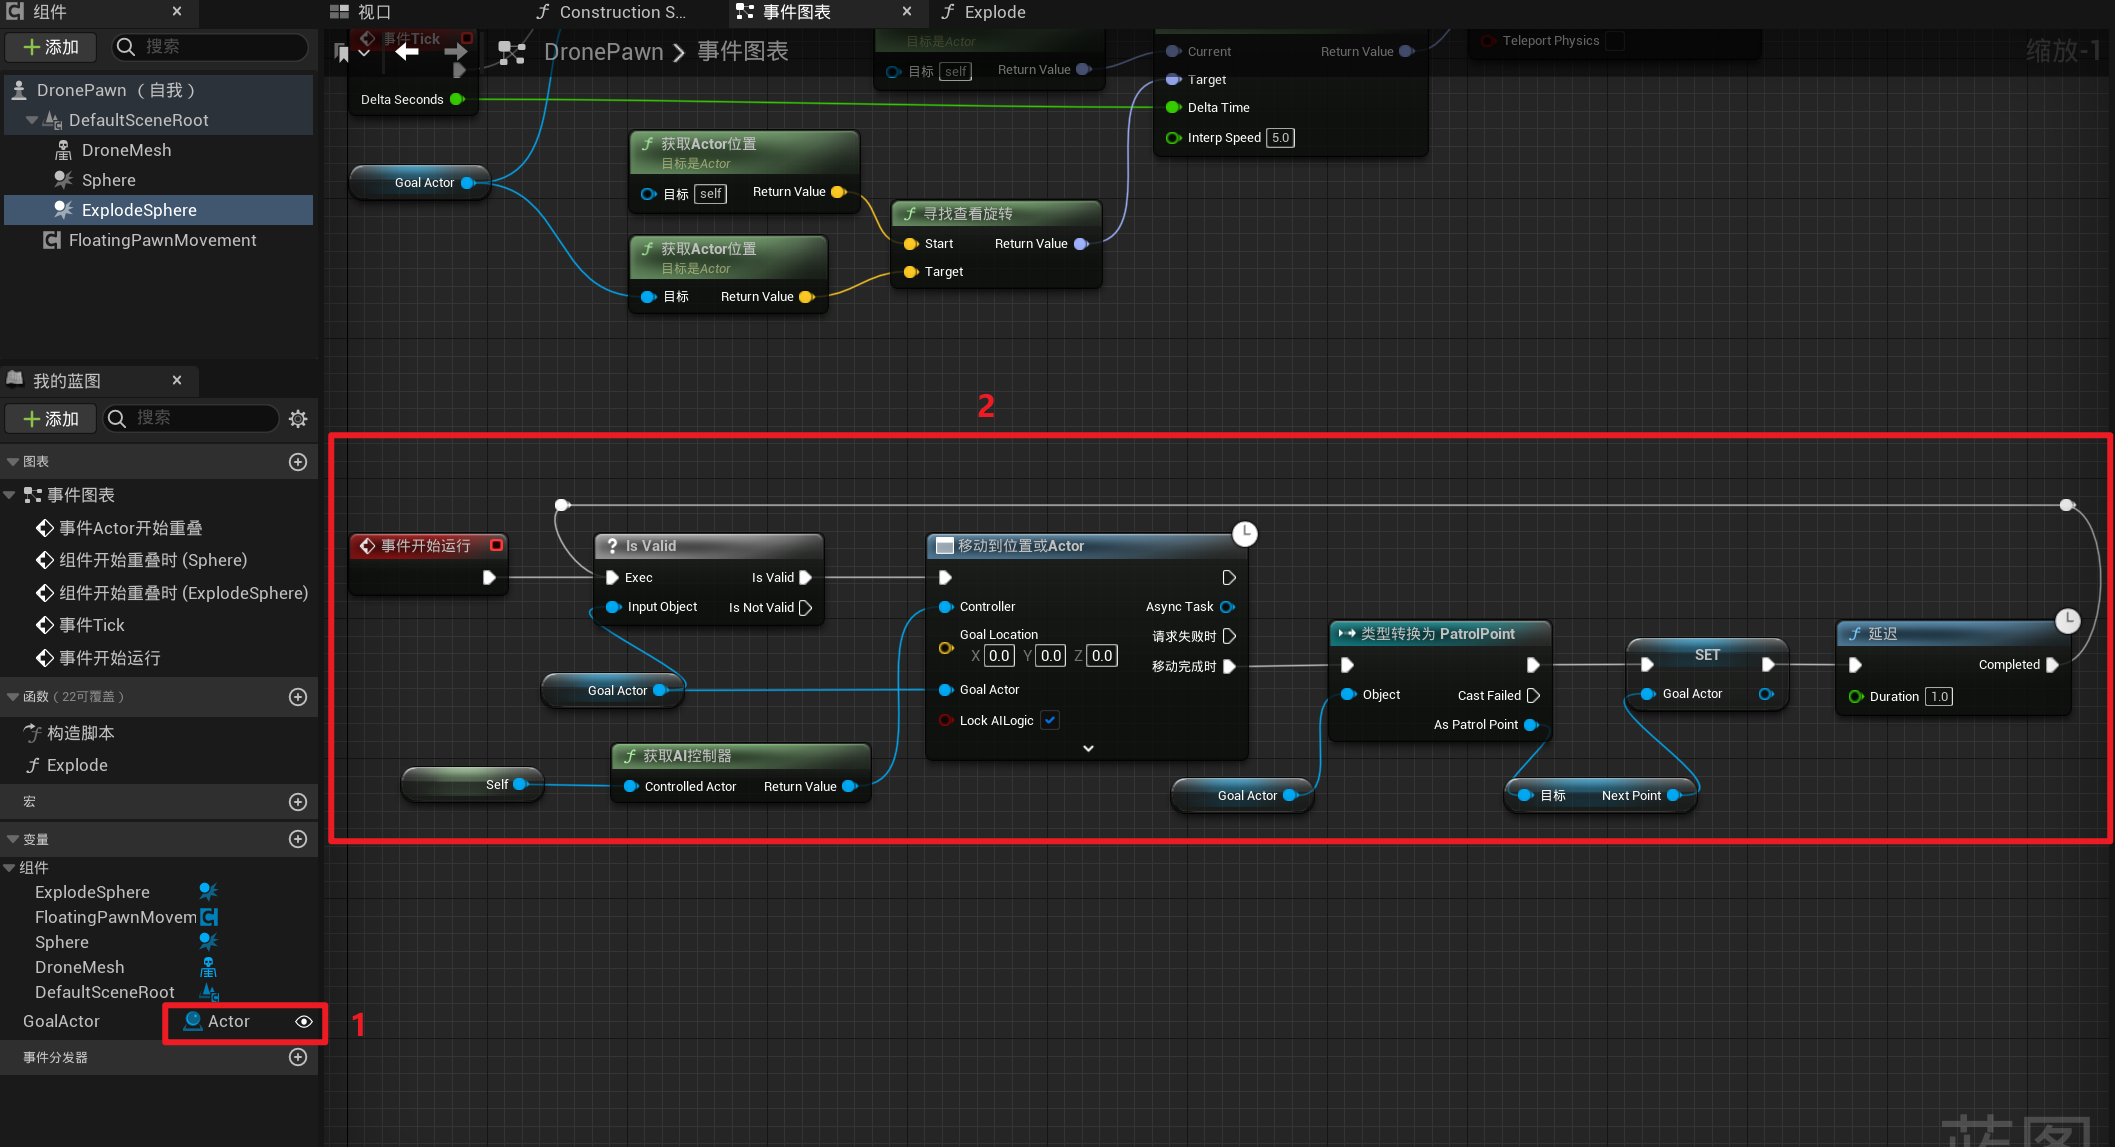 组件
添加
搜索
DronePawn （自我）
DefaultSceneRoot
DroneMesh
Sphere
ExplodeSphere
FloatingPawnMovement
我的蓝图
添加
搜索
图表
事件图表
事件Actor开始重叠
组件开始重叠时 (Sphere)
组件开始重叠时 (ExplodeSphere)
事件Tick
事件开始运行
函数（22可覆盖）
构造脚本
Explode
宏
变量
组件
ExplodeSphere
FloatingPawnMovem
Sphere
DroneMesh
DefaultSceneRoot
GoalActor Actor
1
事件分发器
视口
Construction S...
事件图表
Explode
DronePawn 事件图表
缩放-1
事件Tick
Delta Seconds
Goal Actor
获取Actor位置
目标是Actor
目标 self Return Value
获取Actor位置
目标是Actor
目标 Return Value
寻找查看旋转
Start Return Value
Target
目标是Actor
目标 self Return Value
Current Return Value
Target
Delta Time
Interp Speed 5.0
Teleport Physics
2
事件开始运行
Is Valid
Exec Is Valid
Input Object Is Not Valid
Goal Actor
Self
获取AI控制器
Controlled Actor Return Value
移动到位置或Actor
Controller Async Task
Goal Location 请求失败时
X 0.0 Y 0.0 Z 0.0
移动完成时
Goal Actor
Lock AILogic
Goal Actor
类型转换为 PatrolPoint
Object Cast Failed
As Patrol Point
目标 Next Point
SET
Goal Actor
延迟
Completed
Duration 1.0
蓝图